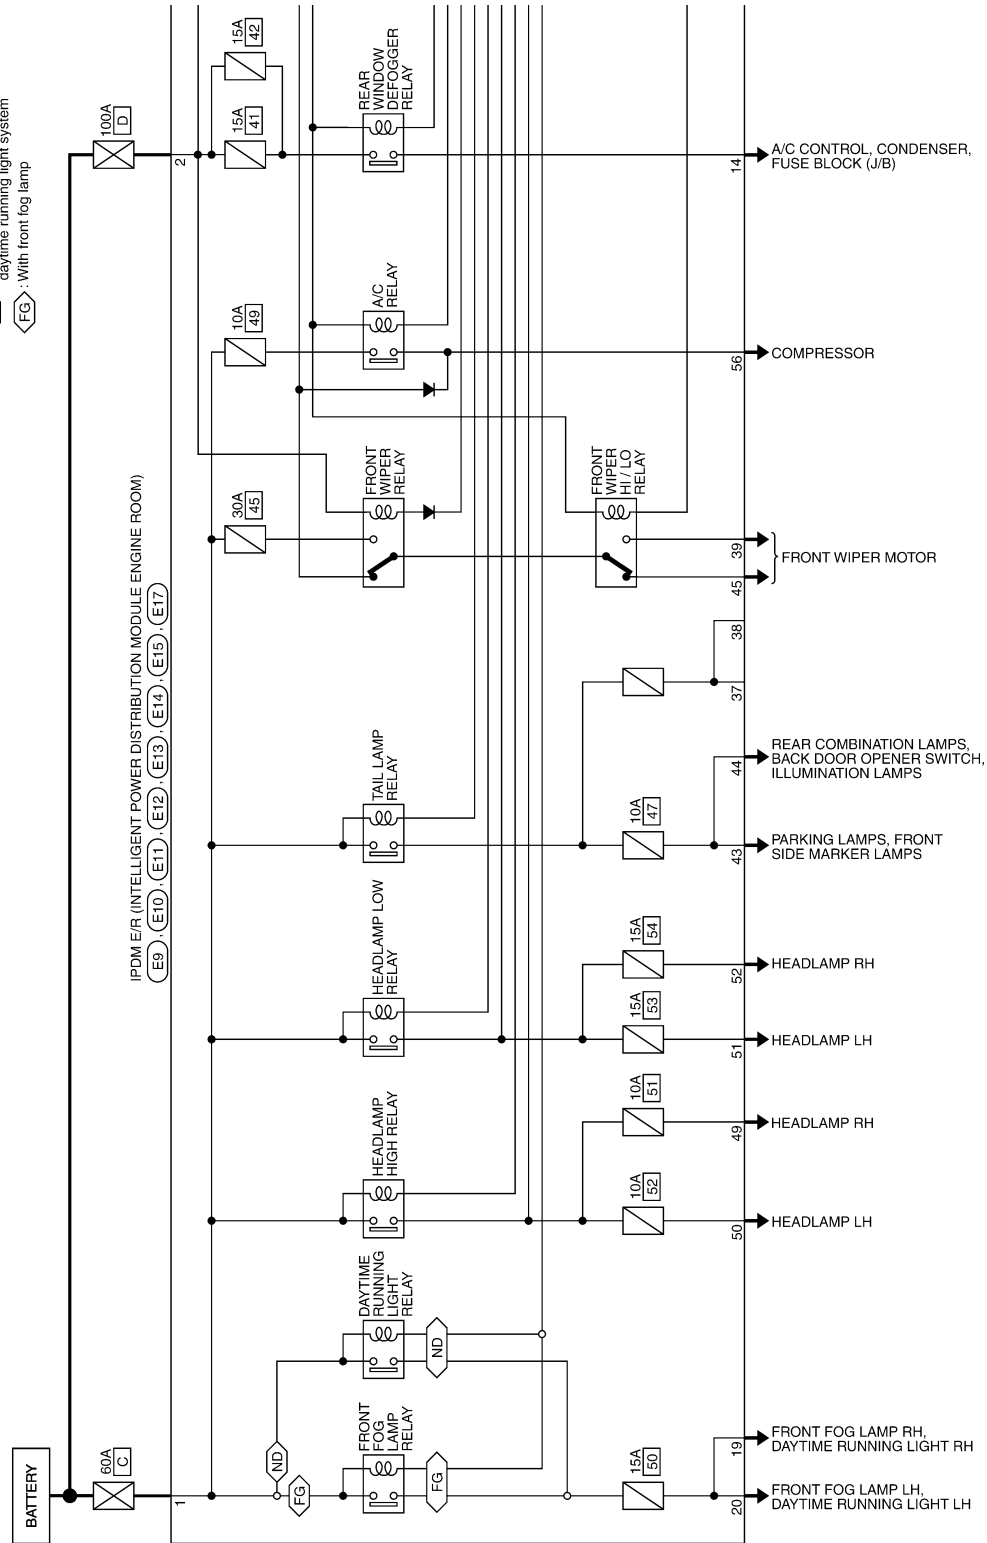 daytime running light system
FG : With front fog lamp
BATTERY
100A
D
60A
C
IPDM E/R (INTELLIGENT POWER DISTRIBUTION MODULE ENGINE ROOM)
E9 , E10 , E11 , E12 , E13 , E14 , E15 , E17
2
15A
42
15A
41
REAR
WINDOW
DEFOGGER
RELAY
14
A/C CONTROL, CONDENSER,
FUSE BLOCK (J/B)
10A
49
A/C
RELAY
56
COMPRESSOR
30A
45
FRONT
WIPER
RELAY
FRONT
WIPER
HI / LO
RELAY
39
45
FRONT WIPER MOTOR
38
37
TAIL LAMP
RELAY
10A
47
44
REAR COMBINATION LAMPS,
BACK DOOR OPENER SWITCH,
ILLUMINATION LAMPS
43
PARKING LAMPS, FRONT
SIDE MARKER LAMPS
HEADLAMP LOW
RELAY
15A
54
52
HEADLAMP RH
15A
53
51
HEADLAMP LH
HEADLAMP
HIGH RELAY
10A
51
49
HEADLAMP RH
10A
52
50
HEADLAMP LH
DAYTIME
RUNNING
LIGHT
RELAY
ND
ND
1
FG
FRONT
FOG
LAMP
RELAY
FG
15A
50
19
FRONT FOG LAMP RH,
DAYTIME RUNNING LIGHT RH
20
FRONT FOG LAMP LH,
DAYTIME RUNNING LIGHT LH